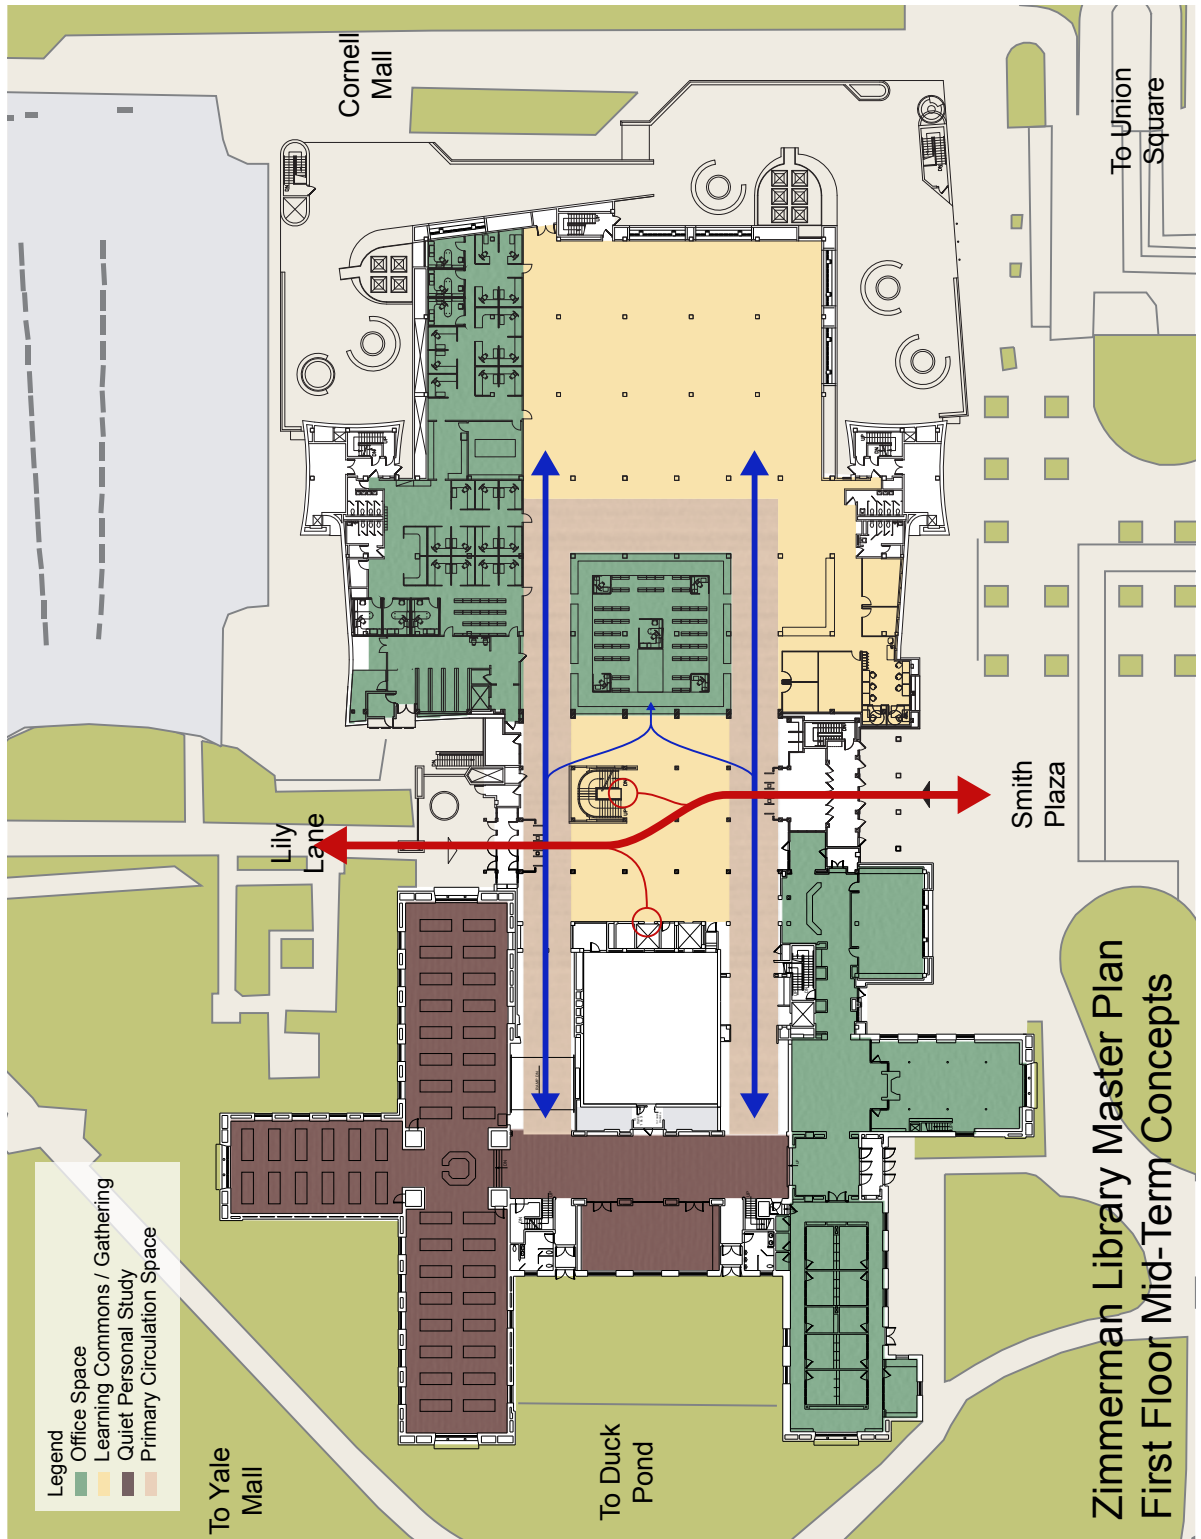 Zimmerman Library Master Plan
First Floor Mid-Term Concepts
Legend
Office Space
Learning Commons / Gathering
Quiet Personal Study
Primary Circulation Space
To Yale
Mall
To Duck
Pond
Lily
Lane
Smith
Plaza
Cornell
Mall
To Union
Square